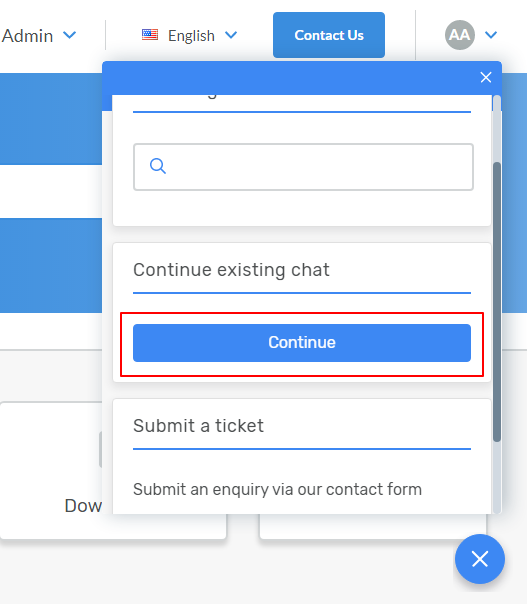 Admin
English
Contact Us
AA
Continue existing chat
Continue
Submit a ticket
Submit an enquiry via our contact form
Dow